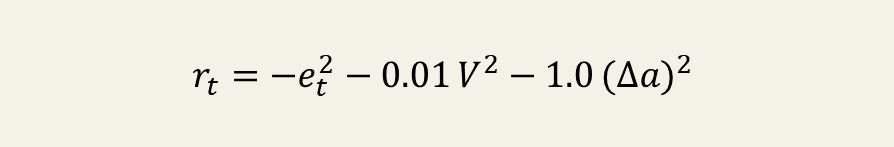 r_t = −e_t^2 − 0.01 V^2 − 1.0 (Δa)^2